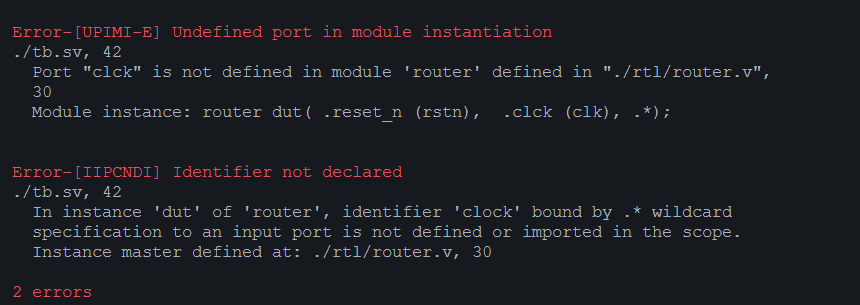 Error-[UPIMI-E] Undefined port in module instantiation
./tb.sv, 42
Port "clck" is not defined in module 'router' defined in "./rtl/router.v",
30
Module instance: router dut( .reset_n (rstn),  .clck (clk), .*);
Error-[IIPCNDI] Identifier not declared
./tb.sv, 42
In instance 'dut' of 'router', identifier 'clock' bound by .* wildcard
specification to an input port is not defined or imported in the scope.
Instance master defined at: ./rtl/router.v, 30
2 errors